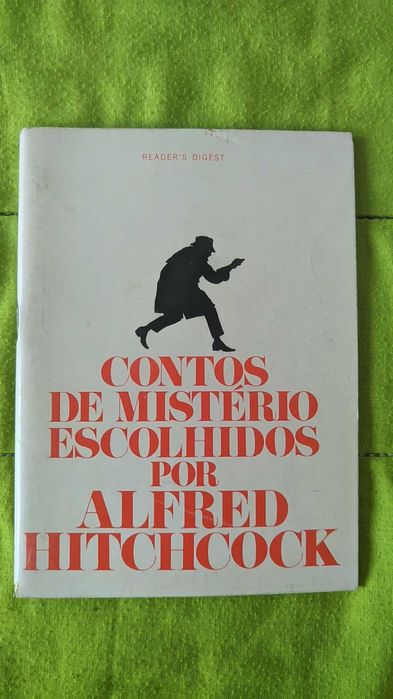 READER'S DIGEST
CONTOS
DE MISTÉRIO
ESCOLHIDOS
POR
ALFRED
HITCHCOCK